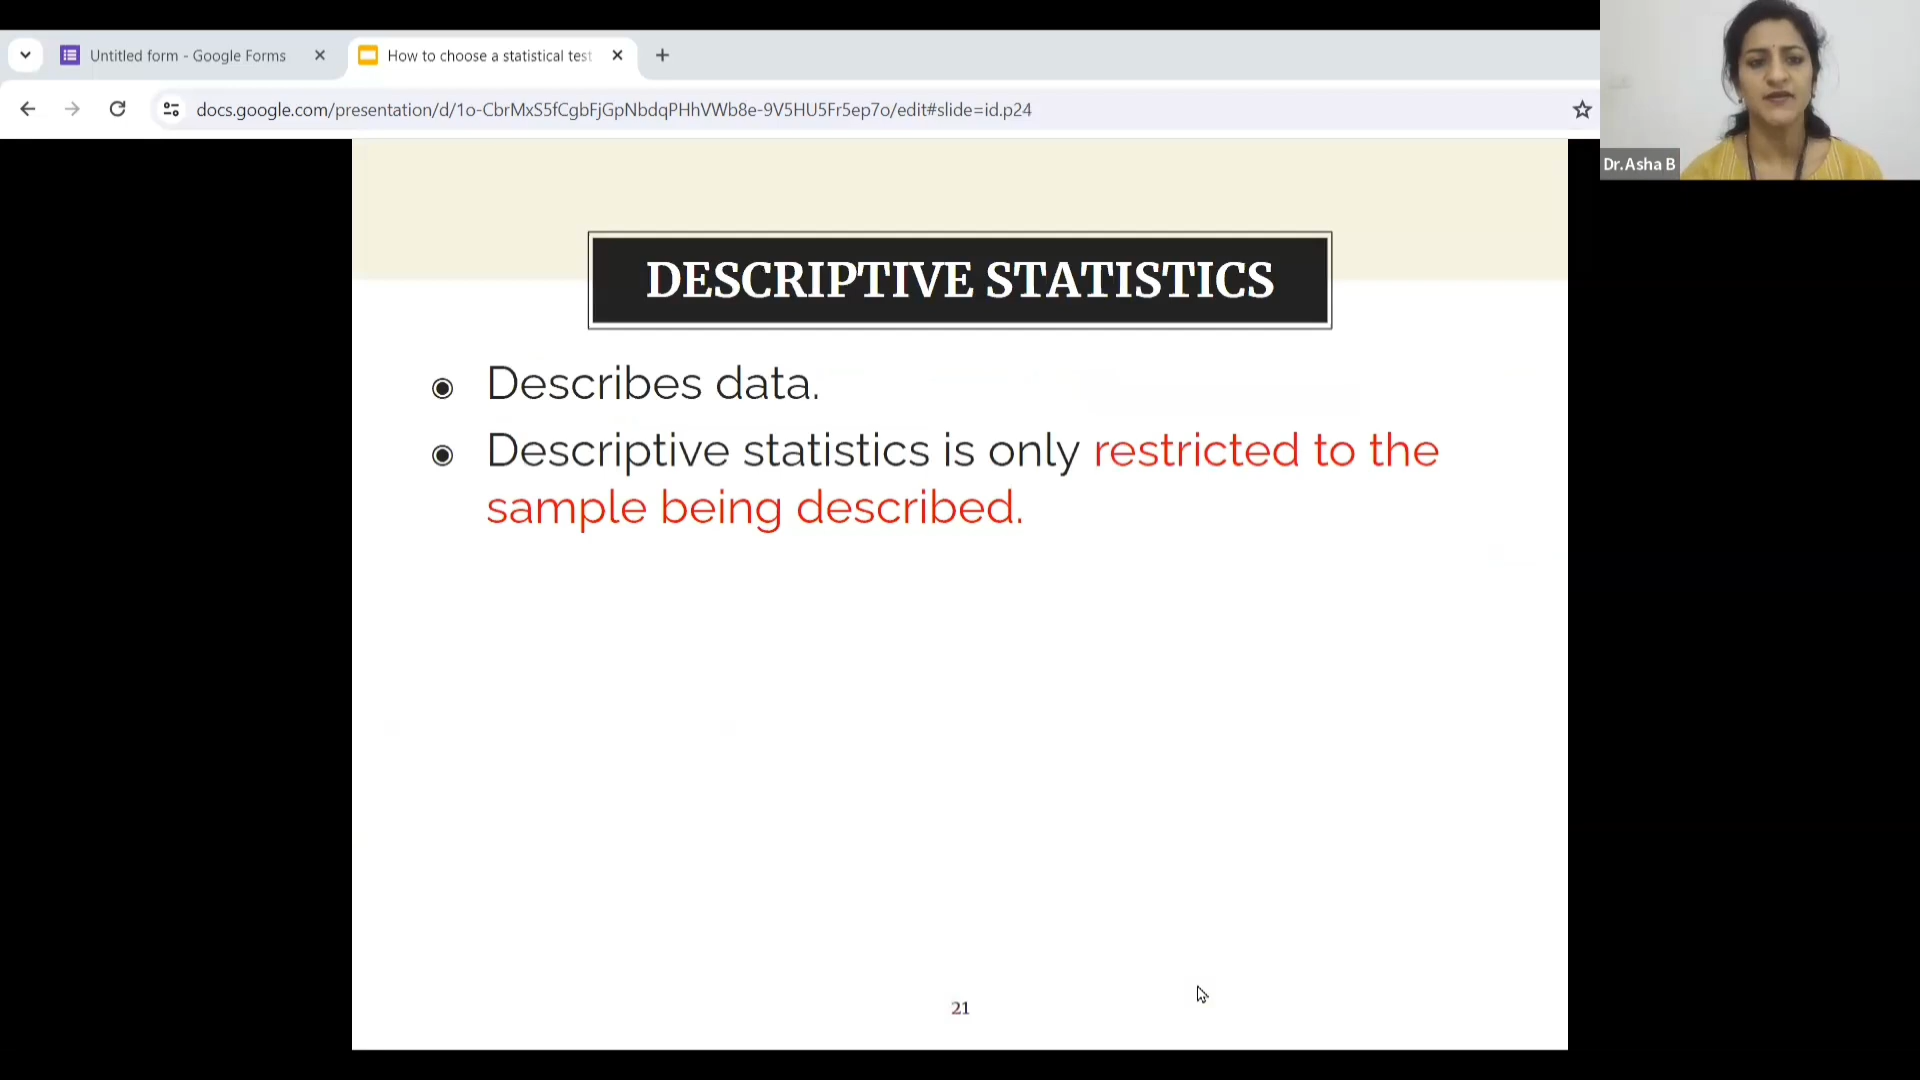 Untitled form - Google Forms
How to choose a statistical test
docs.google.com/presentation/d/1o-CbrMxS5fCgbFjGpNbdqPHhVWb8e-9V5HU5Fr5ep7o/edit#slide=id.p24
Dr.Asha B
DESCRIPTIVE STATISTICS
Describes data.
Descriptive statistics is only restricted to the
sample being described.
21